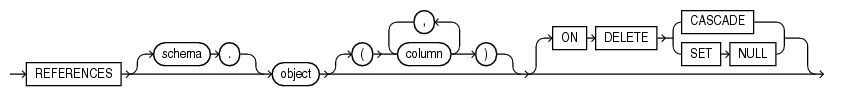 ,
ON DELETE CASCADE
schema . ( column ) SET NULL
REFERENCES object